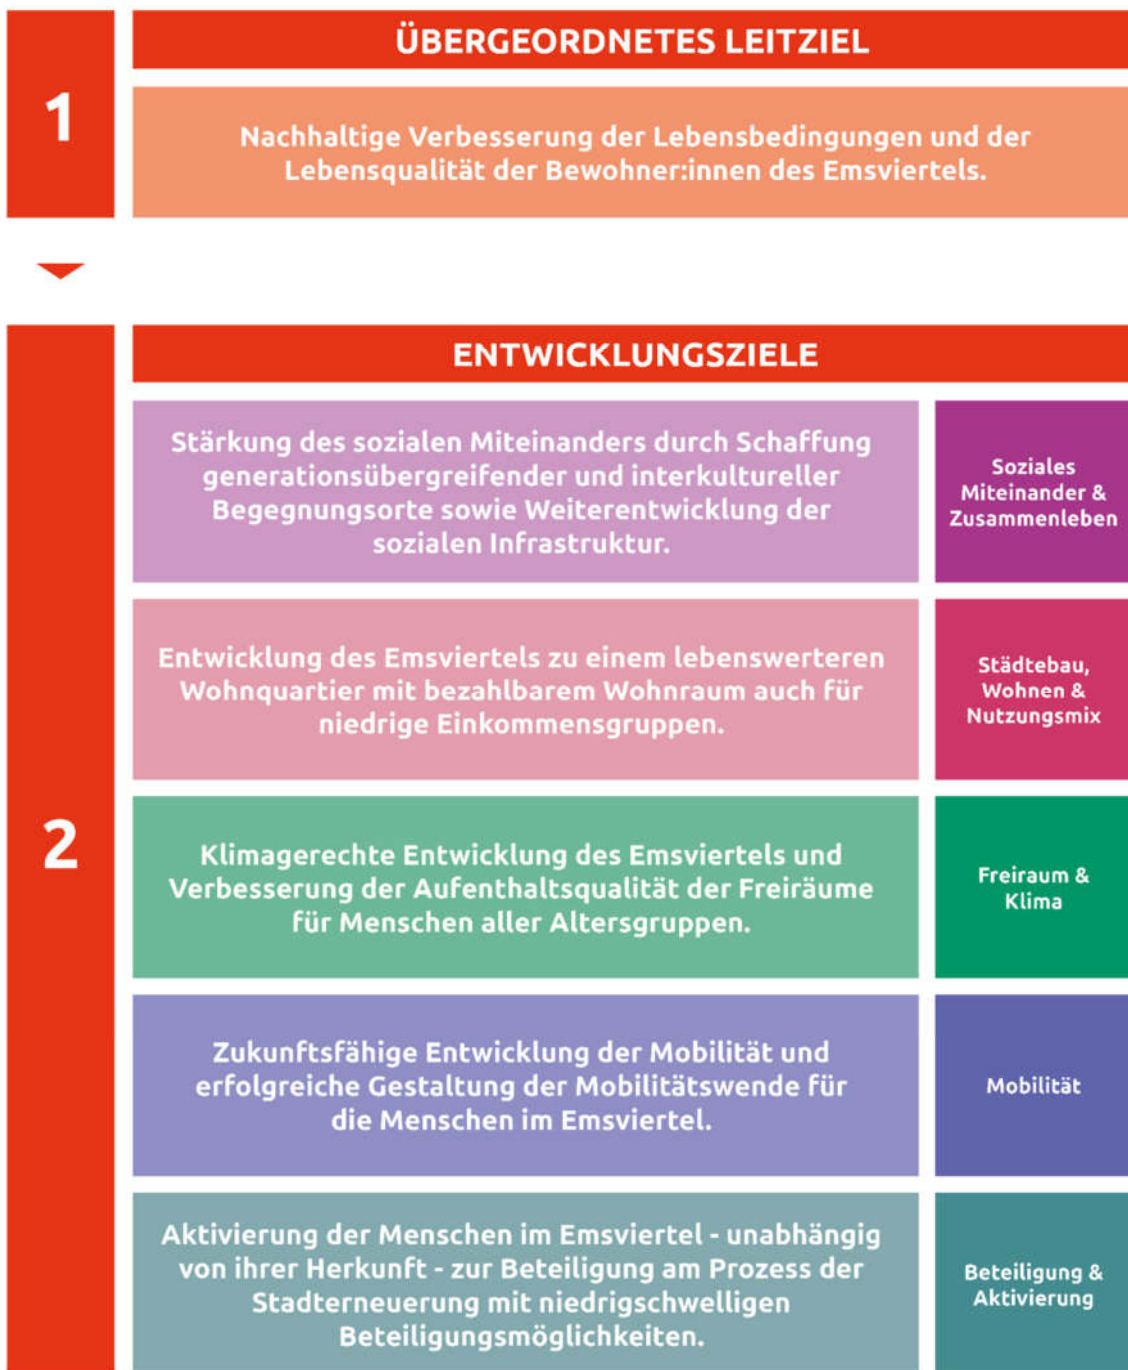 1
ÜBERGEORDNETES LEITZIEL
Nachhaltige Verbesserung der Lebensbedingungen und der
Lebensqualität der Bewohner:innen des Emsviertels.
2
ENTWICKLUNGSZIELE
Stärkung des sozialen Miteinanders durch Schaffung
generationsübergreifender und interkultureller
Begegnungsorte sowie Weiterentwicklung der
sozialen Infrastruktur.
Soziales
Miteinander &
Zusammenleben
Entwicklung des Emsviertels zu einem lebenswerteren
Wohnquartier mit bezahlbarem Wohnraum auch für
niedrige Einkommensgruppen.
Städtebau,
Wohnen &
Nutzungsmix
Klimagerechte Entwicklung des Emsviertels und
Verbesserung der Aufenthaltsqualität der Freiräume
für Menschen aller Altersgruppen.
Freiraum &
Klima
Zukunftsfähige Entwicklung der Mobilität und
erfolgreiche Gestaltung der Mobilitätswende für
die Menschen im Emsviertel.
Mobilität
Aktivierung der Menschen im Emsviertel - unabhängig
von ihrer Herkunft - zur Beteiligung am Prozess der
Stadterneuerung mit niedrigschwelligen
Beteiligungsmöglichkeiten.
Beteiligung &
Aktivierung